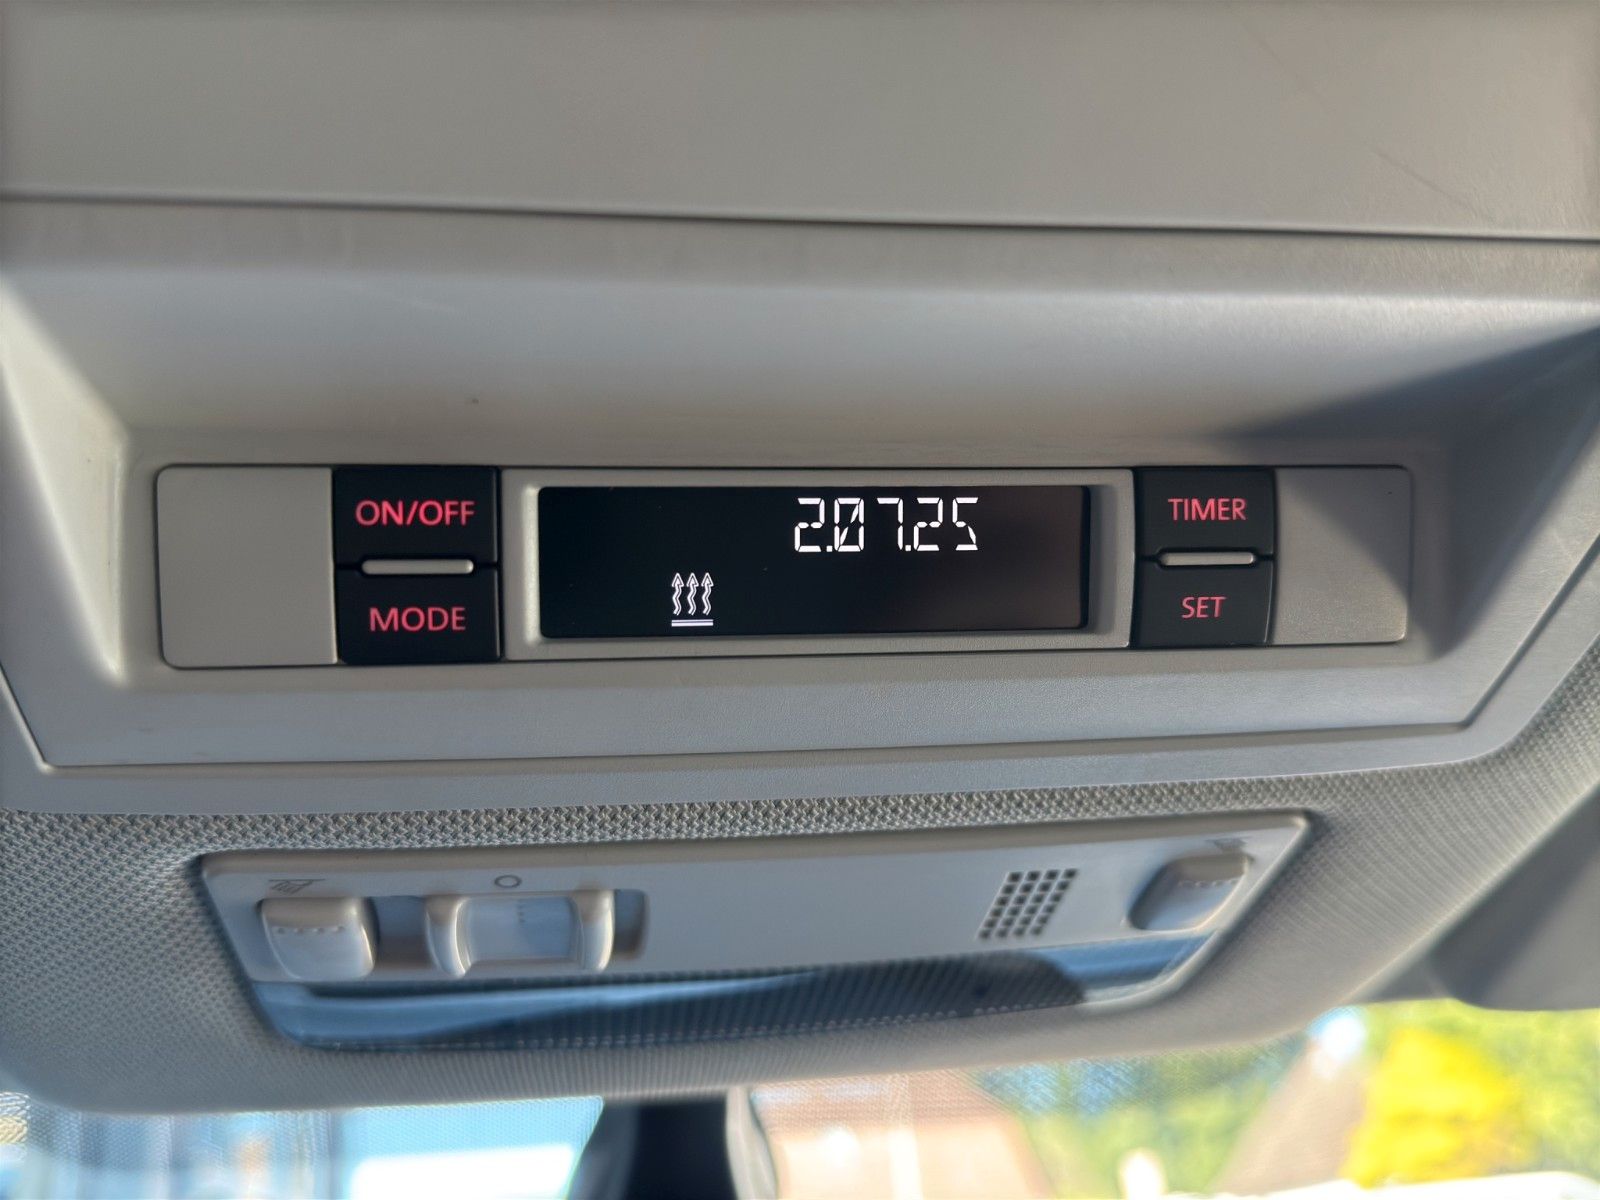 ON/OFF
MODE
2.07.25
TIMER
SET